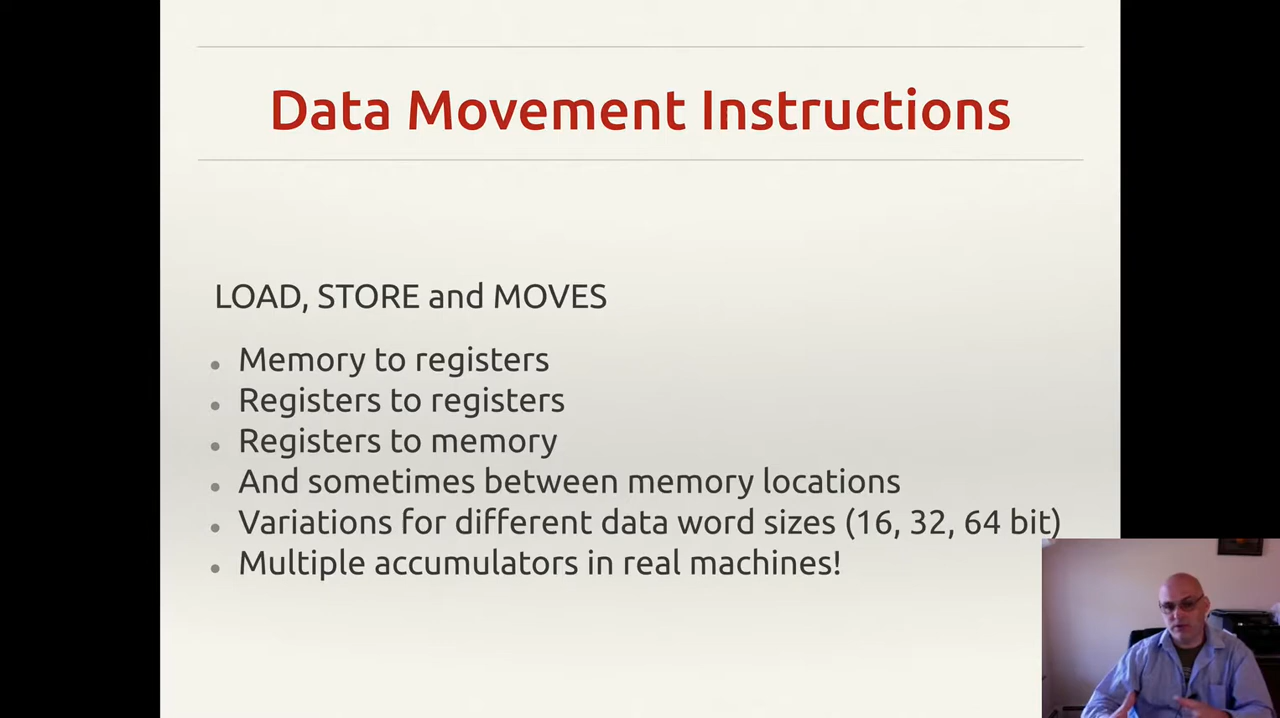 Data Movement Instructions
LOAD, STORE and MOVES
Memory to registers
Registers to registers
Registers to memory
And sometimes between memory locations
Variations for different data word sizes (16, 32, 64 bit)
Multiple accumulators in real machines!